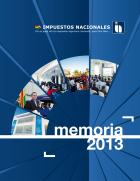 IMPUESTOS NACIONALES
memoria
2013